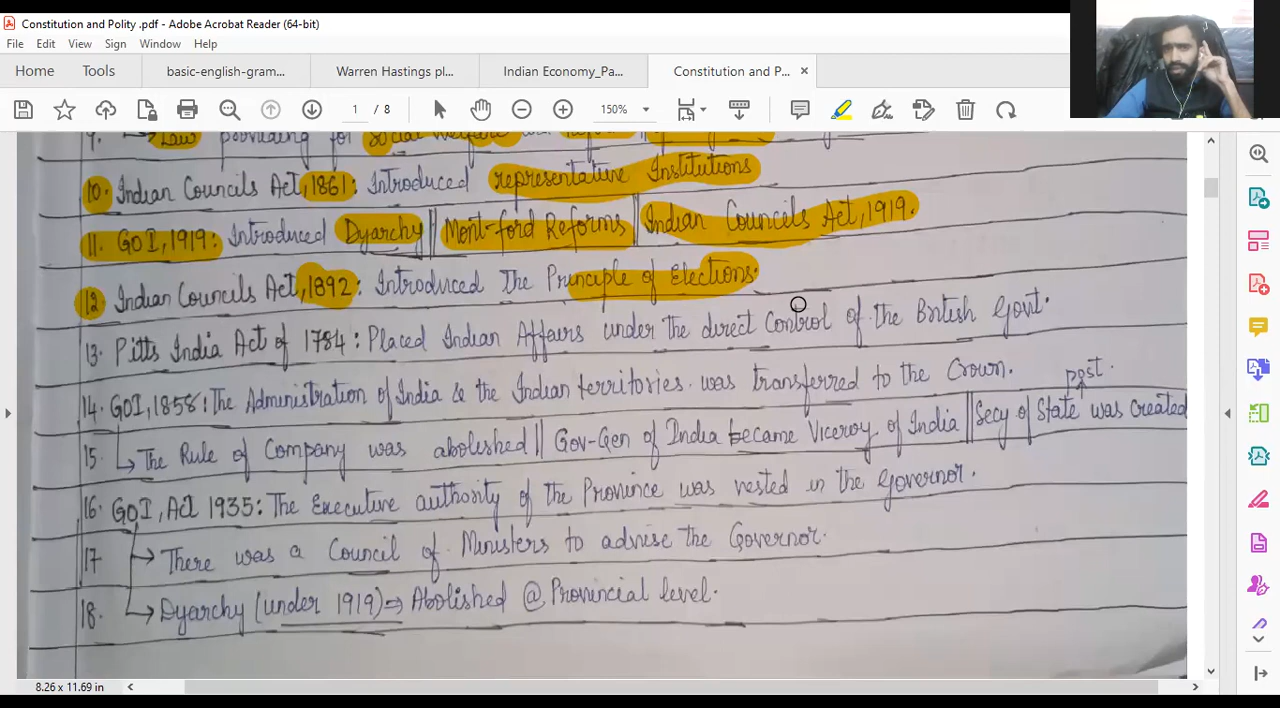 Constitution and Polity .pdf - Adobe Acrobat Reader (64-bit)
File Edit View Sign Window Help
Home Tools basic-english-gram... Warren Hastings pl... Indian Economy_Pa... Constitution and P... ×
1 / 8 150%
9. → Law providing for Social Welfare
10. Indian Councils Act, 1861: Introduced representative Institutions
11. GOI, 1919: Introduced Dyarchy || Mont-ford Reforms || Indian Councils Act, 1919.
12. Indian Councils Act, 1892: Introduced the Principle of Elections.
13. Pitts India Act of 1784: Placed Indian Affairs under the direct Control of the British Govt.
14. GOI, 1858: The Administration of India & the Indian territories was transferred to the Crown.
post.
15. ↳ The Rule of Company was abolished || Gov-Gen of India became Viceroy of India || Secy of State was created
16. GOI, Act 1935: The Executive authority of the Province was vested in the Governor.
17 → There was a Council of Ministers to advise the Governor.
18. ↳ Dyarchy (under 1919) ⇒ Abolished @ Provincial level.
8.26 x 11.69 in